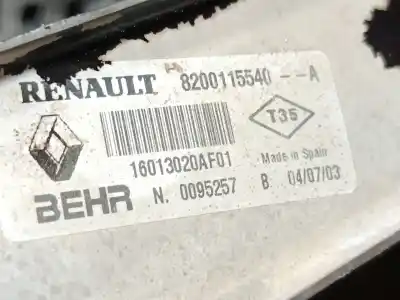 RENAULT 8200115540--A
T35
16013020AF01
Made in Spain
BEHR N. 0095257 B 04/07/03